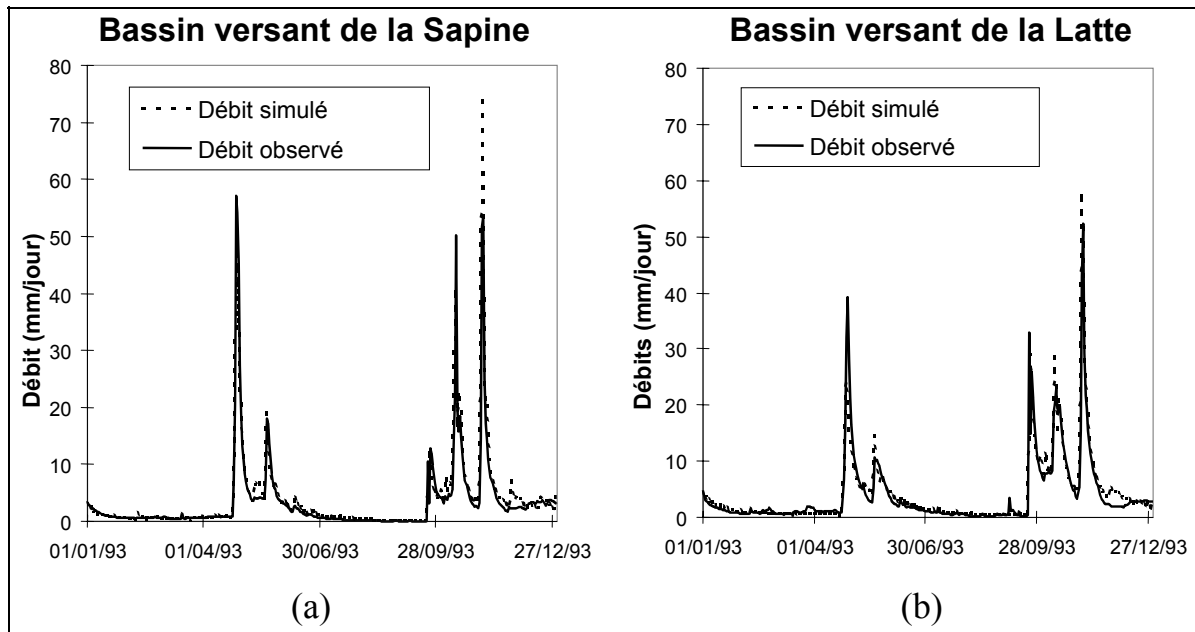 Bassin versant de la Sapine
80
70
60
50
40
30
20
10
0
Débit (mm/jour)
Débit simulé
Débit observé
01/01/93 01/04/93 30/06/93 28/09/93 27/12/93
(a)
Bassin versant de la Latte
80
70
60
50
40
30
20
10
0
Débits (mm/jour)
Débit simulé
Débit observé
01/01/93 01/04/93 30/06/93 28/09/93 27/12/93
(b)